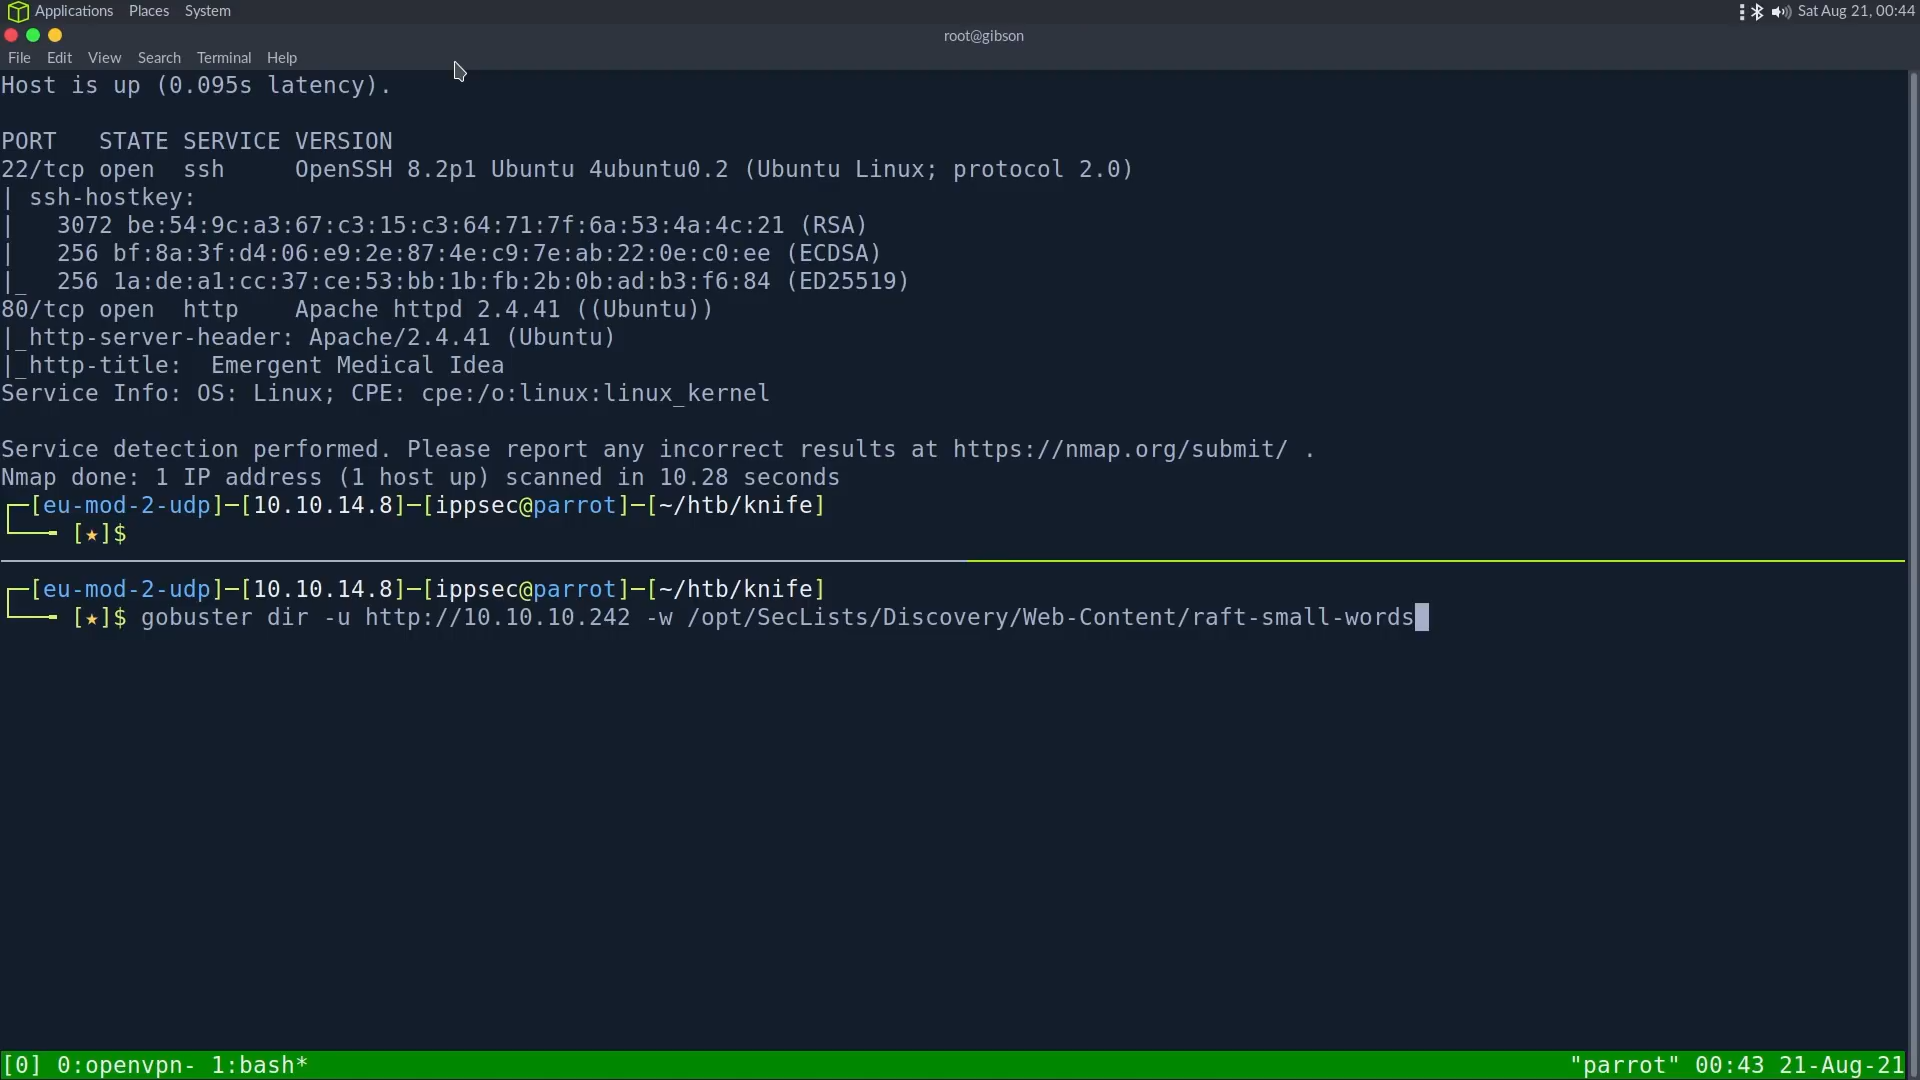 Applications Places System
Sat Aug 21, 00:44
root@gibson
File Edit View Search Terminal Help
Host is up (0.095s latency).
PORT   STATE SERVICE VERSION
22/tcp open  ssh     OpenSSH 8.2p1 Ubuntu 4ubuntu0.2 (Ubuntu Linux; protocol 2.0)
| ssh-hostkey:
|   3072 be:54:9c:a3:67:c3:15:c3:64:71:7f:6a:53:4a:4c:21 (RSA)
|   256 bf:8a:3f:d4:06:e9:2e:87:4e:c9:7e:ab:22:0e:c0:ee (ECDSA)
|_  256 1a:de:a1:cc:37:ce:53:bb:1b:fb:2b:0b:ad:b3:f6:84 (ED25519)
80/tcp open  http    Apache httpd 2.4.41 ((Ubuntu))
|_http-server-header: Apache/2.4.41 (Ubuntu)
|_http-title:  Emergent Medical Idea
Service Info: OS: Linux; CPE: cpe:/o:linux:linux_kernel
Service detection performed. Please report any incorrect results at https://nmap.org/submit/ .
Nmap done: 1 IP address (1 host up) scanned in 10.28 seconds
┌─[eu-mod-2-udp]─[10.10.14.8]─[ippsec@parrot]─[~/htb/knife]
└──╼ [★]$
┌─[eu-mod-2-udp]─[10.10.14.8]─[ippsec@parrot]─[~/htb/knife]
└──╼ [★]$ gobuster dir -u http://10.10.10.242 -w /opt/SecLists/Discovery/Web-Content/raft-small-words
[0] 0:openvpn- 1:bash* "parrot" 00:43 21-Aug-21